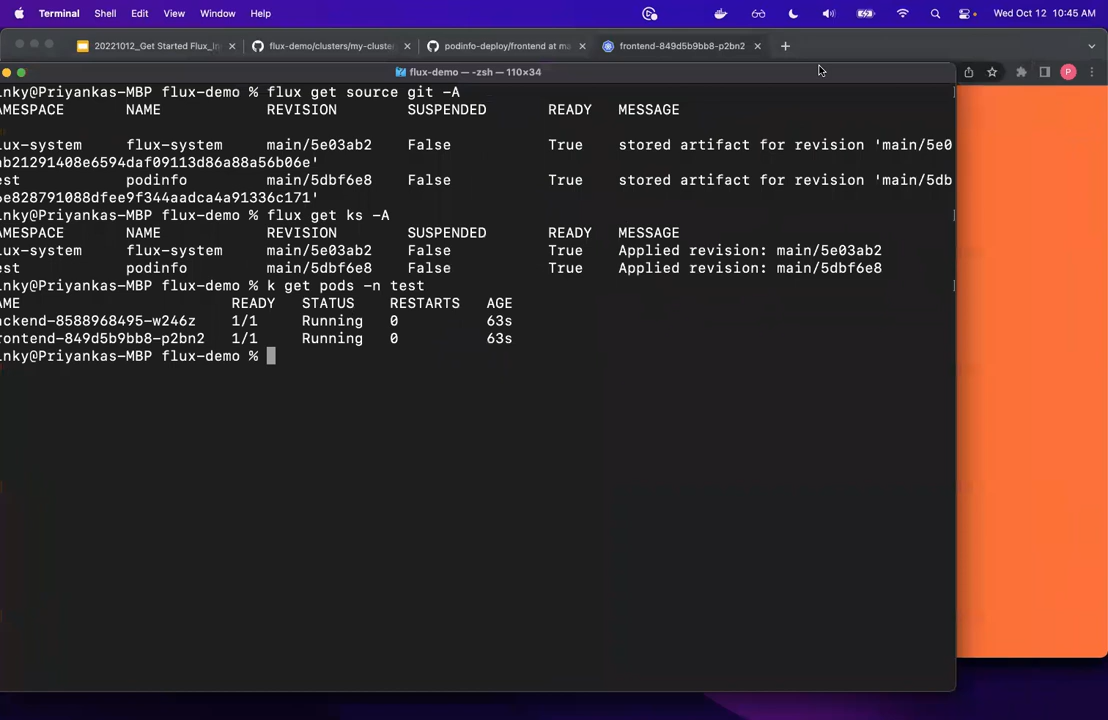 Terminal Shell Edit View Window Help Wed Oct 12 10:45 AM
20221012_Get Started Flux_In flux-demo/clusters/my-cluste podinfo-deploy/frontend at ma frontend-849d5b9bb8-p2bn2
flux-demo — -zsh — 110×34
inky@Priyankas-MBP flux-demo % flux get source git -A
AMESPACE NAME REVISION SUSPENDED READY MESSAGE
lux-system flux-system main/5e03ab2 False True stored artifact for revision 'main/5e0
ab21291408e6594daf09113d86a88a56b06e'
est podinfo main/5dbf6e8 False True stored artifact for revision 'main/5db
6e828791088dfee9f344aadca4a91336c171'
inky@Priyankas-MBP flux-demo % flux get ks -A
AMESPACE NAME REVISION SUSPENDED READY MESSAGE
lux-system flux-system main/5e03ab2 False True Applied revision: main/5e03ab2
est podinfo main/5dbf6e8 False True Applied revision: main/5dbf6e8
inky@Priyankas-MBP flux-demo % k get pods -n test
AME READY STATUS RESTARTS AGE
ackend-8588968495-w246z 1/1 Running 0 63s
rontend-849d5b9bb8-p2bn2 1/1 Running 0 63s
inky@Priyankas-MBP flux-demo %
P